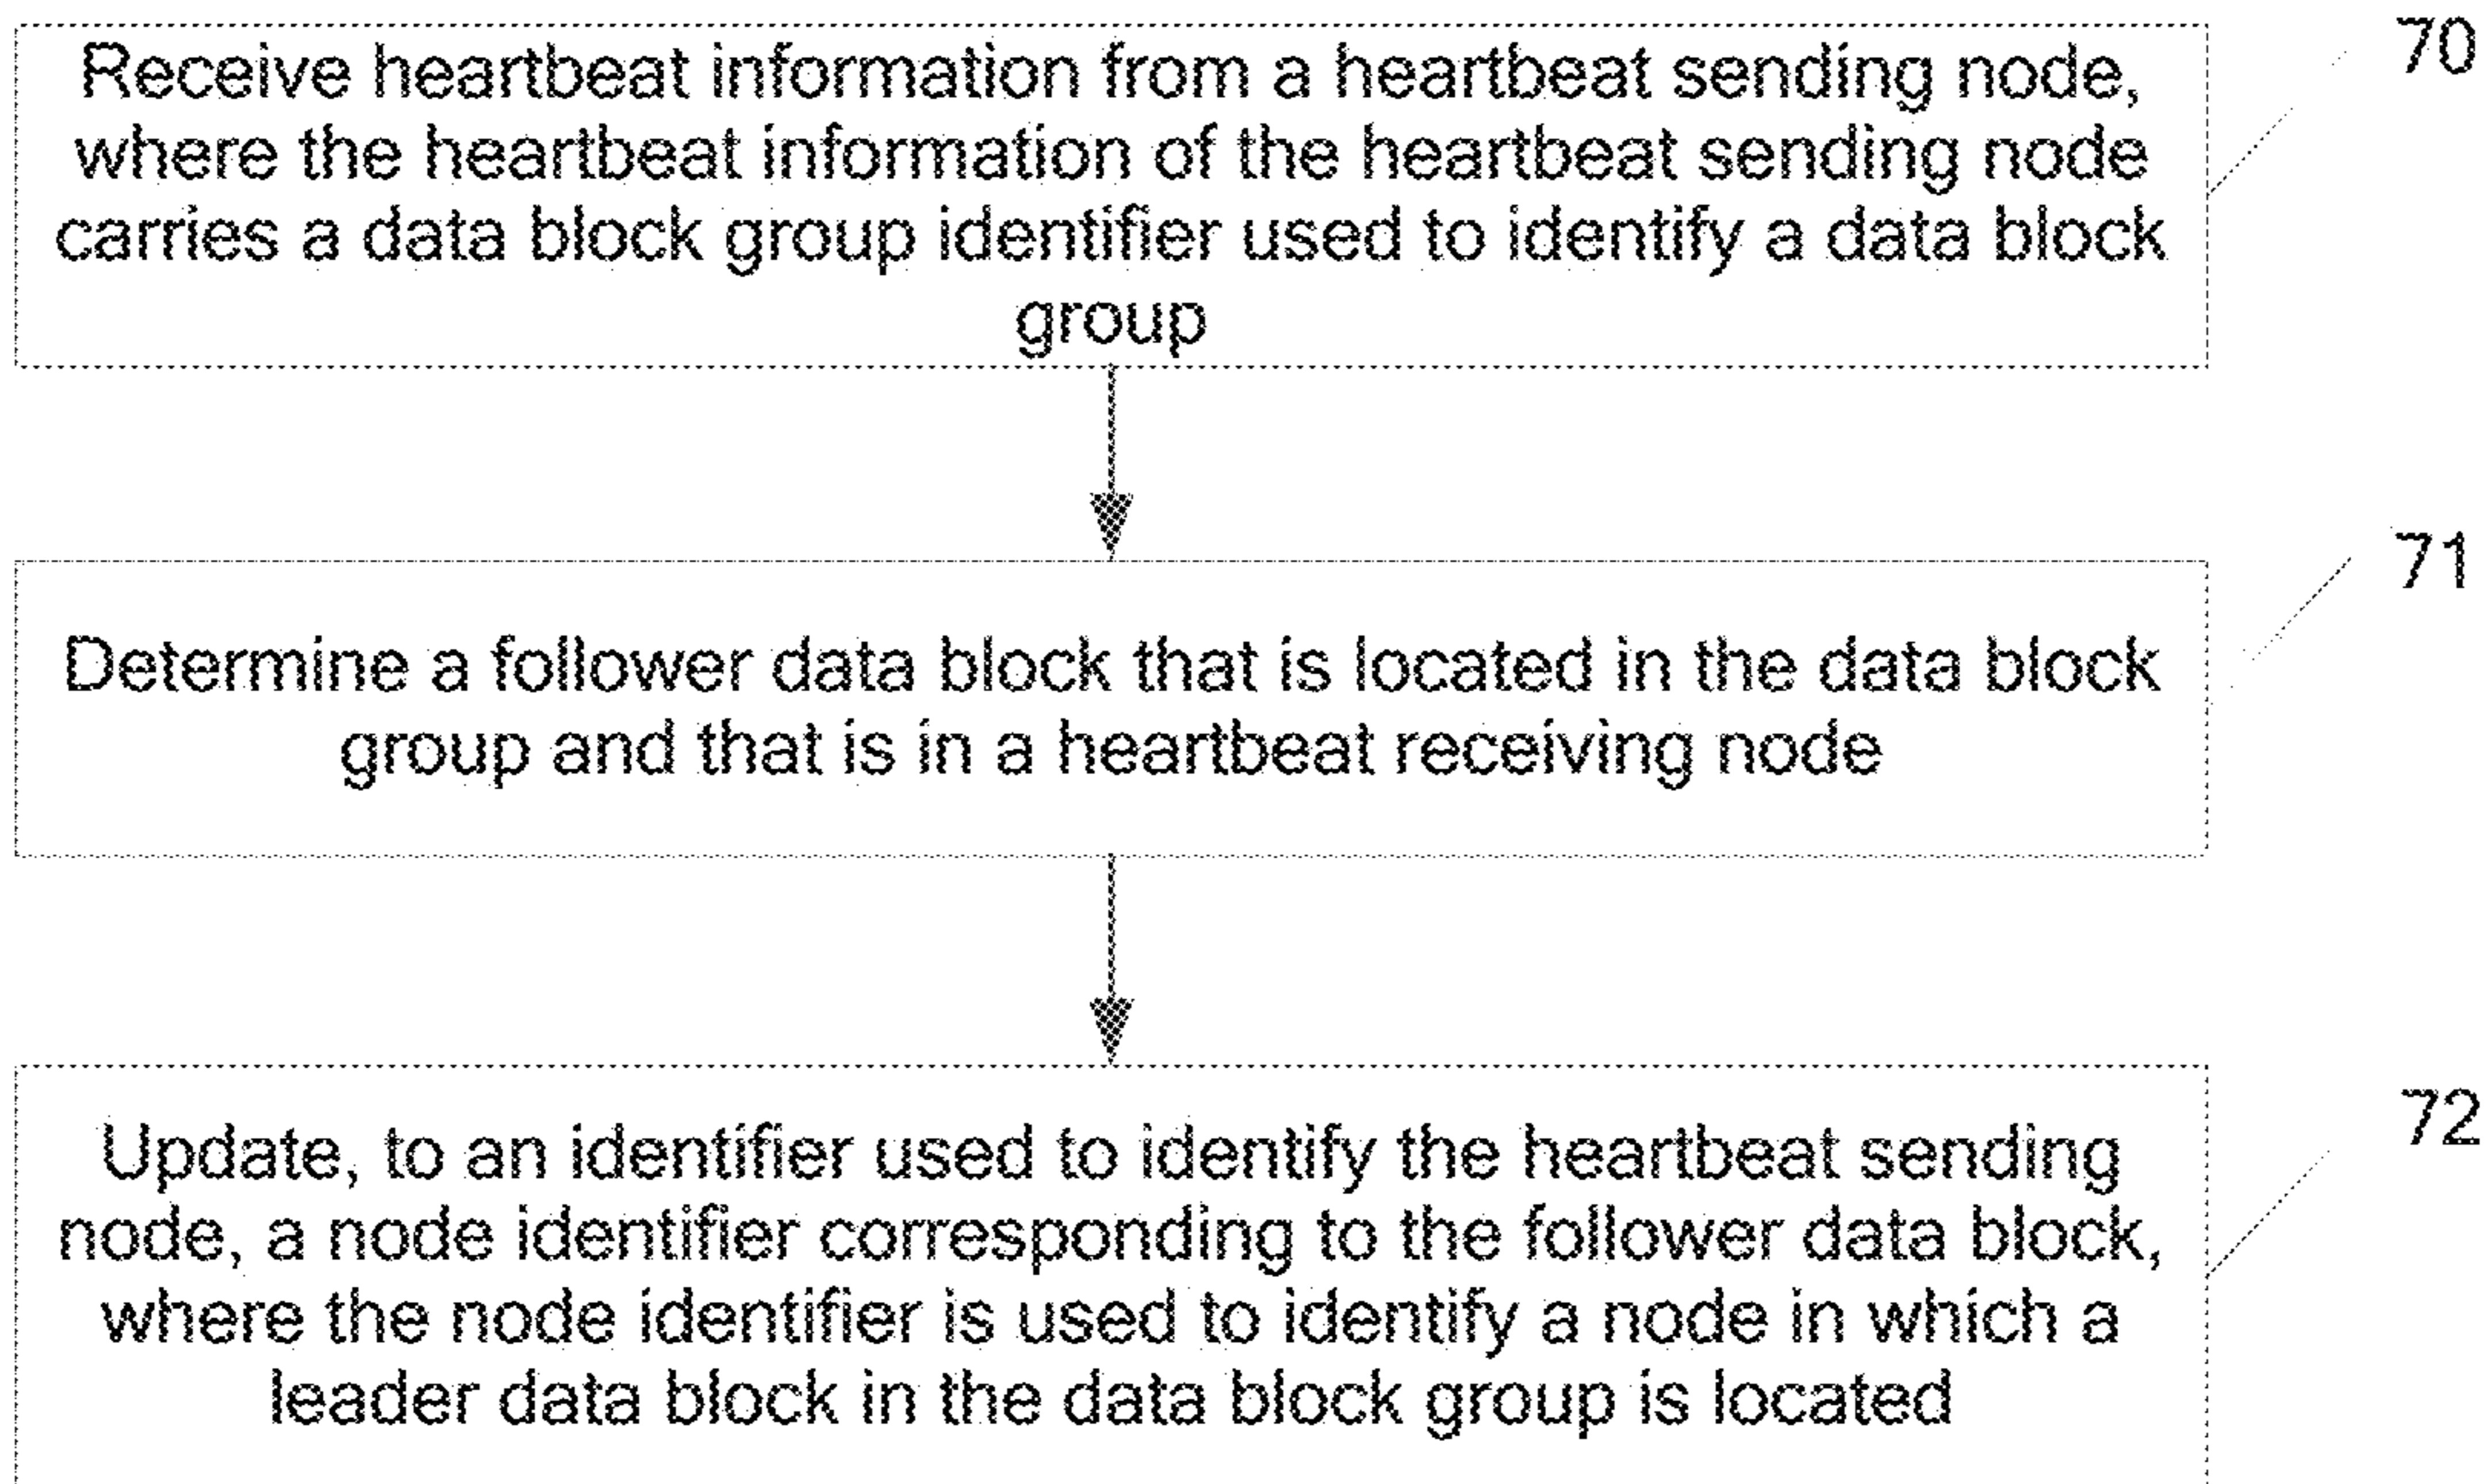 Receive heartbeat information from a heartbeat sending node,
where the heartbeat information of the heartbeat sending node
carries a data block group identifier used to identify a data block
group
70
Determine a follower data block that is located in the data block
group and that is in a heartbeat receiving node
71
Update, to an identifier used to identify the heartbeat sending
node, a node identifier corresponding to the follower data block,
where the node identifier is used to identify a node in which a
leader data block in the data block group is located
72